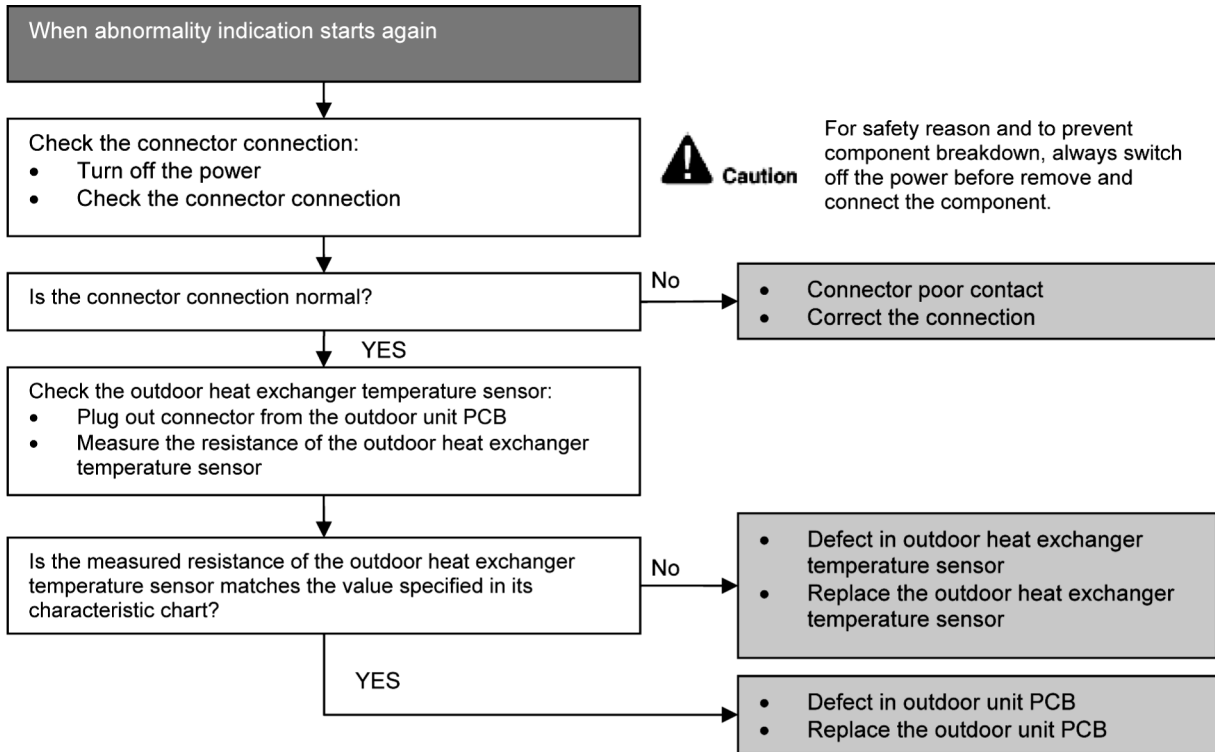 When abnormality indication starts again
Check the connector connection:
• Turn off the power
• Check the connector connection
Caution
For safety reason and to prevent
component breakdown, always switch
off the power before remove and
connect the component.
Is the connector connection normal?
No
• Connector poor contact
• Correct the connection
YES
Check the outdoor heat exchanger temperature sensor:
• Plug out connector from the outdoor unit PCB
• Measure the resistance of the outdoor heat exchanger
temperature sensor
Is the measured resistance of the outdoor heat exchanger
temperature sensor matches the value specified in its
characteristic chart?
No
• Defect in outdoor heat exchanger
temperature sensor
• Replace the outdoor heat exchanger
temperature sensor
YES
• Defect in outdoor unit PCB
• Replace the outdoor unit PCB